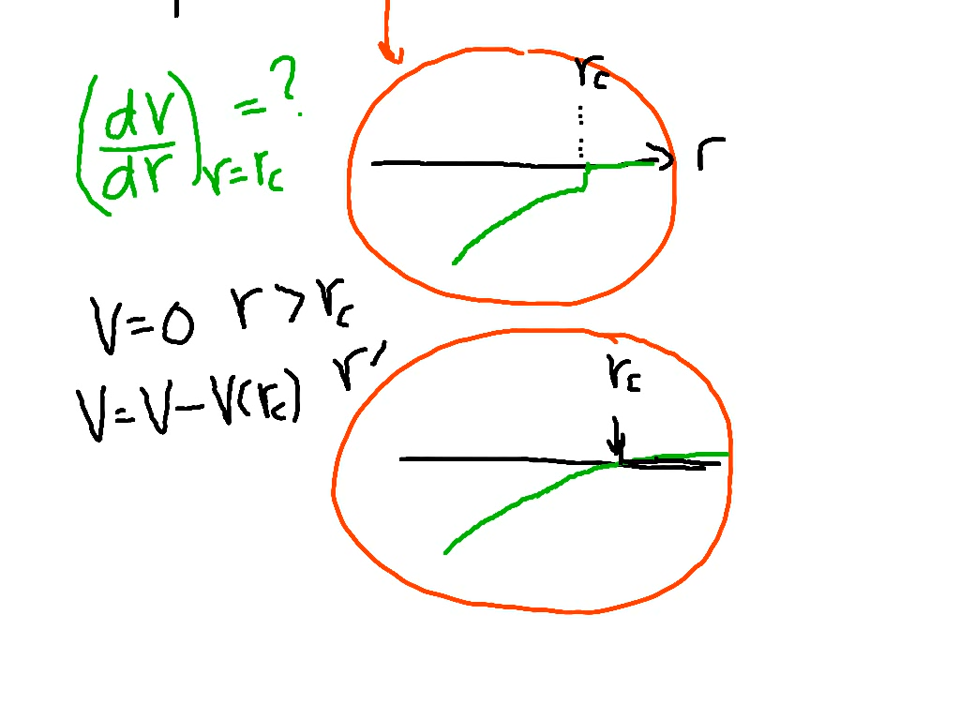 (dV/dr)r=rc = ?
rc
r
V=0 r>rc
V=V-V(rc) r
rc